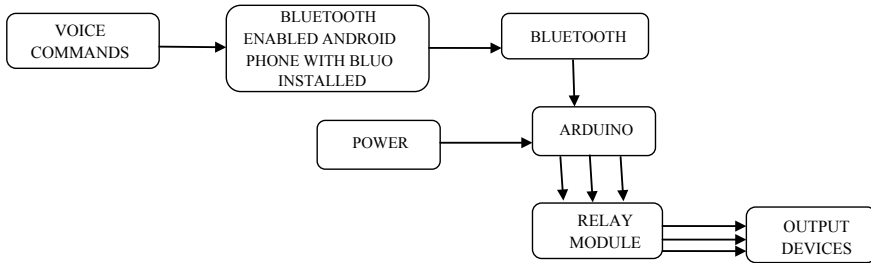 VOICE
COMMANDS
BLUETOOTH
ENABLED ANDROID
PHONE WITH BLUO
INSTALLED
BLUETOOTH
POWER
ARDUINO
RELAY
MODULE
OUTPUT
DEVICES